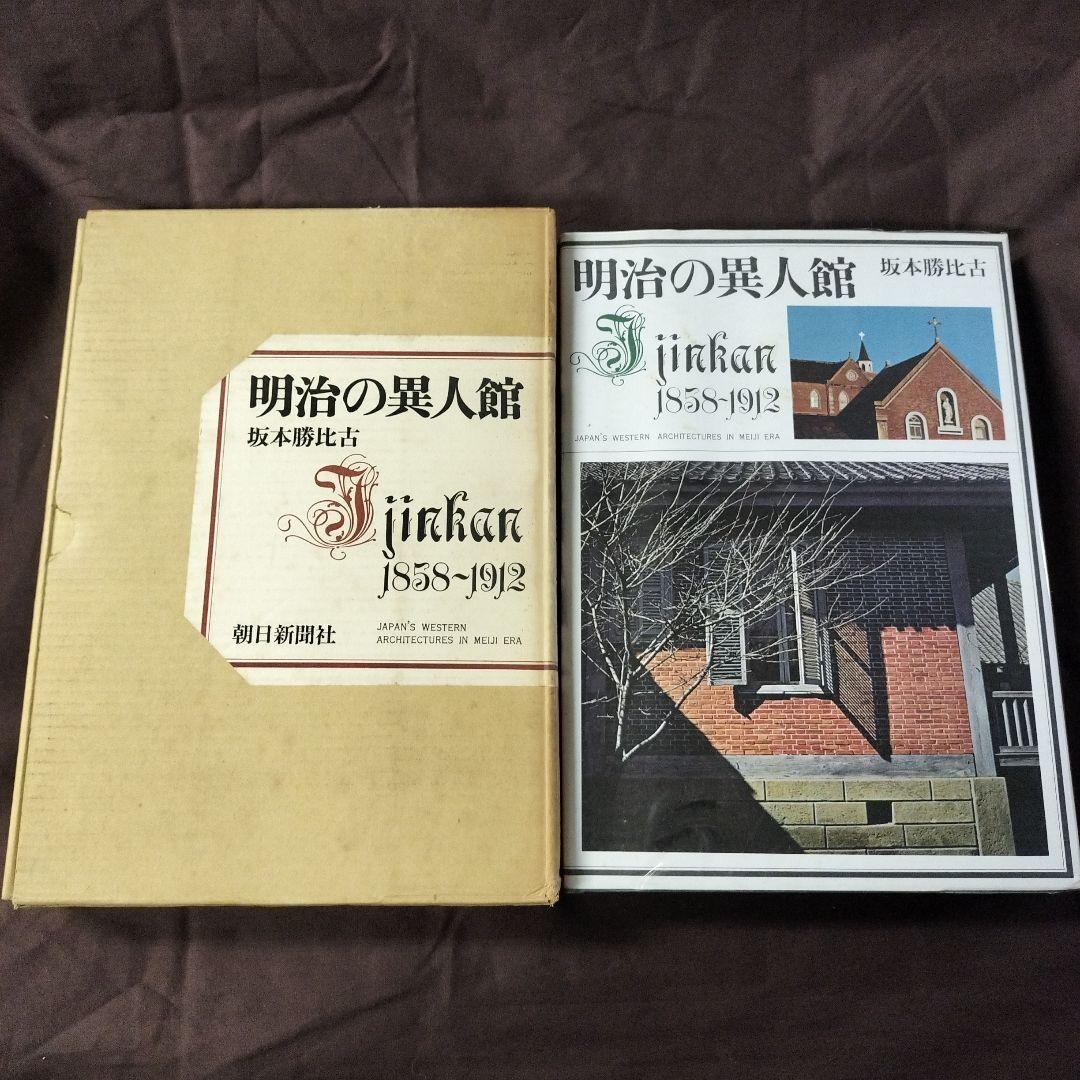 明治の異人館
坂本勝比古
Ijinkan
1858~1912
朝日新聞社
JAPAN'S WESTERN
ARCHITECTURES IN MEIJI ERA
明治の異人館
坂本勝比古
Ijinkan
1858~1912
JAPAN'S WESTERN ARCHITECTURES IN MEIJI ERA